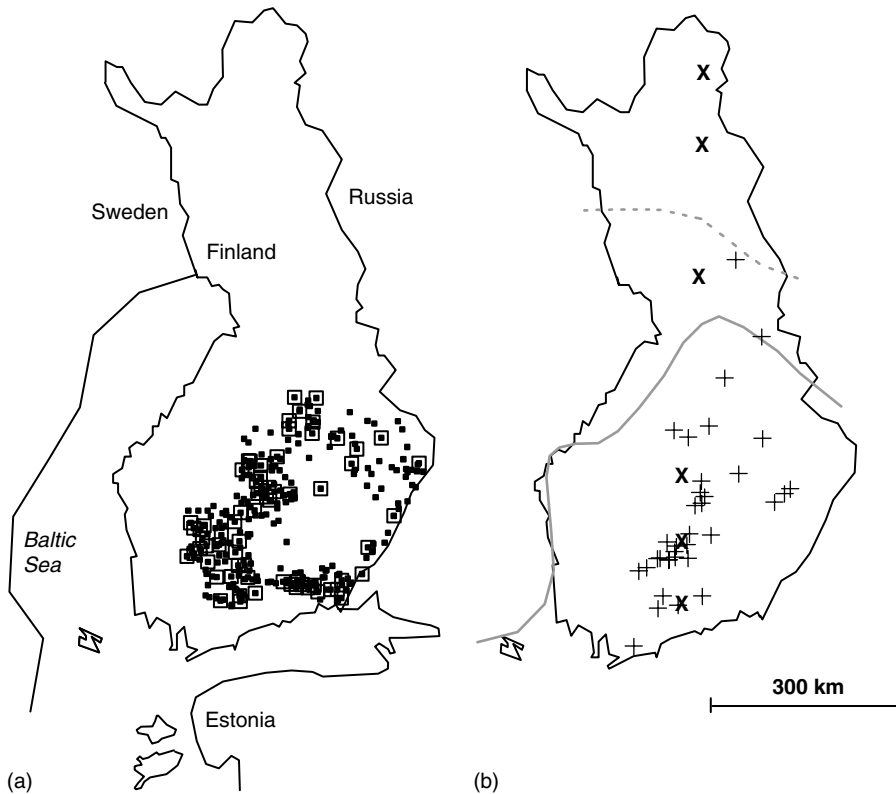 Sweden
Finland
Russia
Baltic
Sea
Estonia
(a)
X
X
X
X
X
X
300 km
(b)